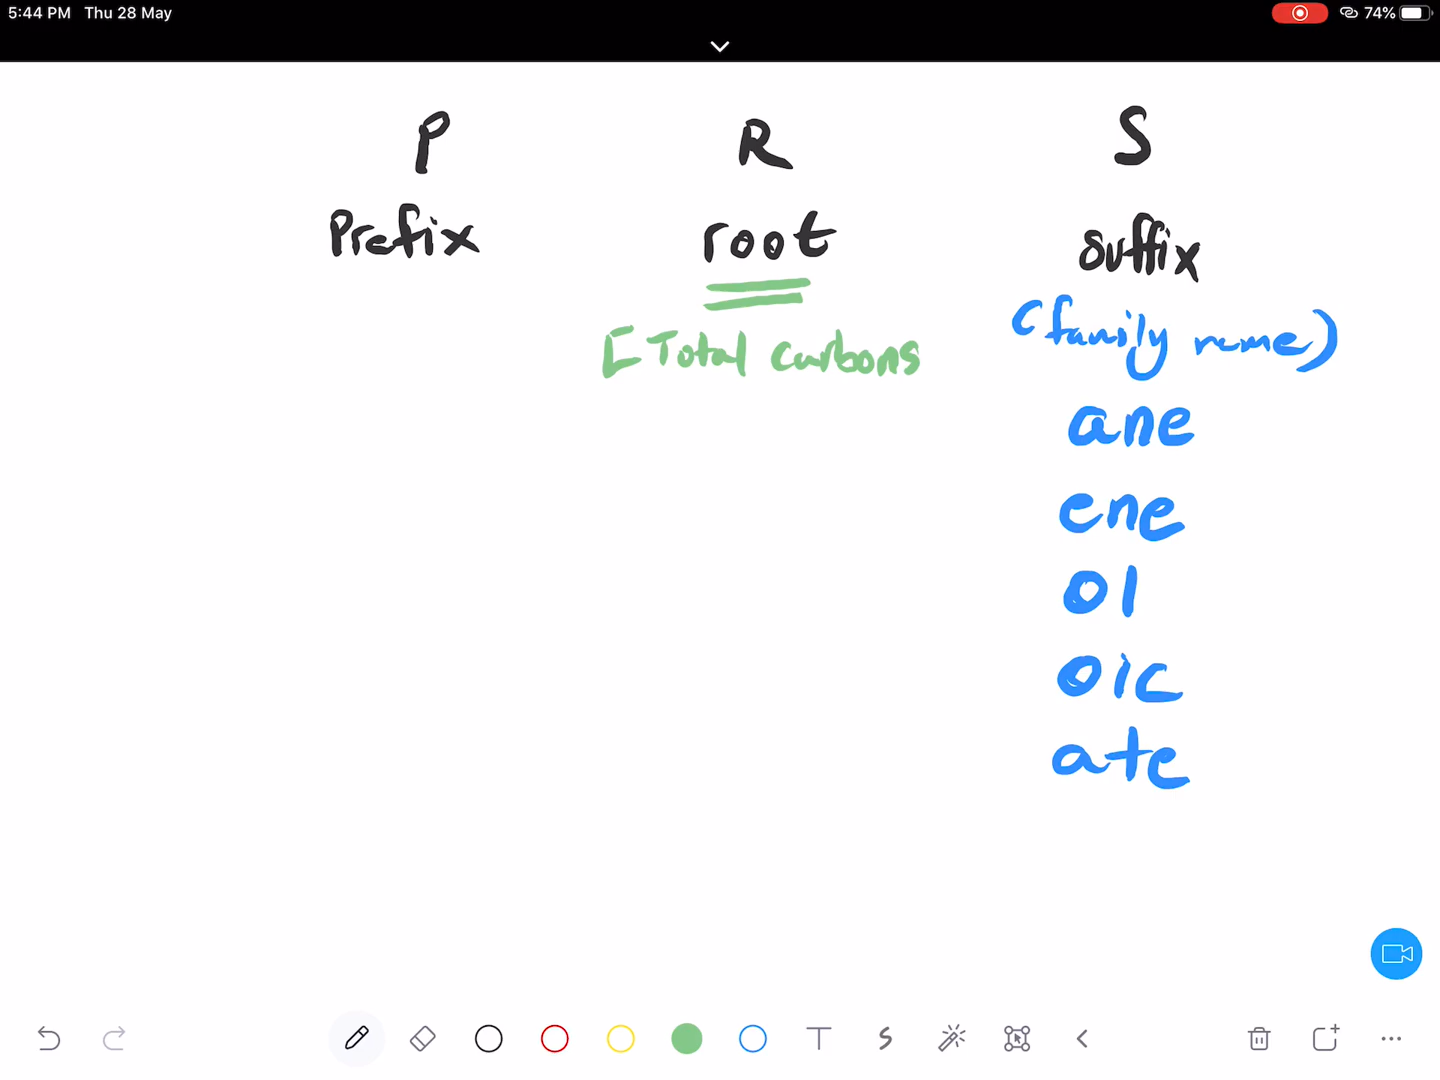 5:44 PM Thu 28 May 74%
P R S
Prefix root suffix
[Total carbons (family name)
ane
ene
ol
oic
ate